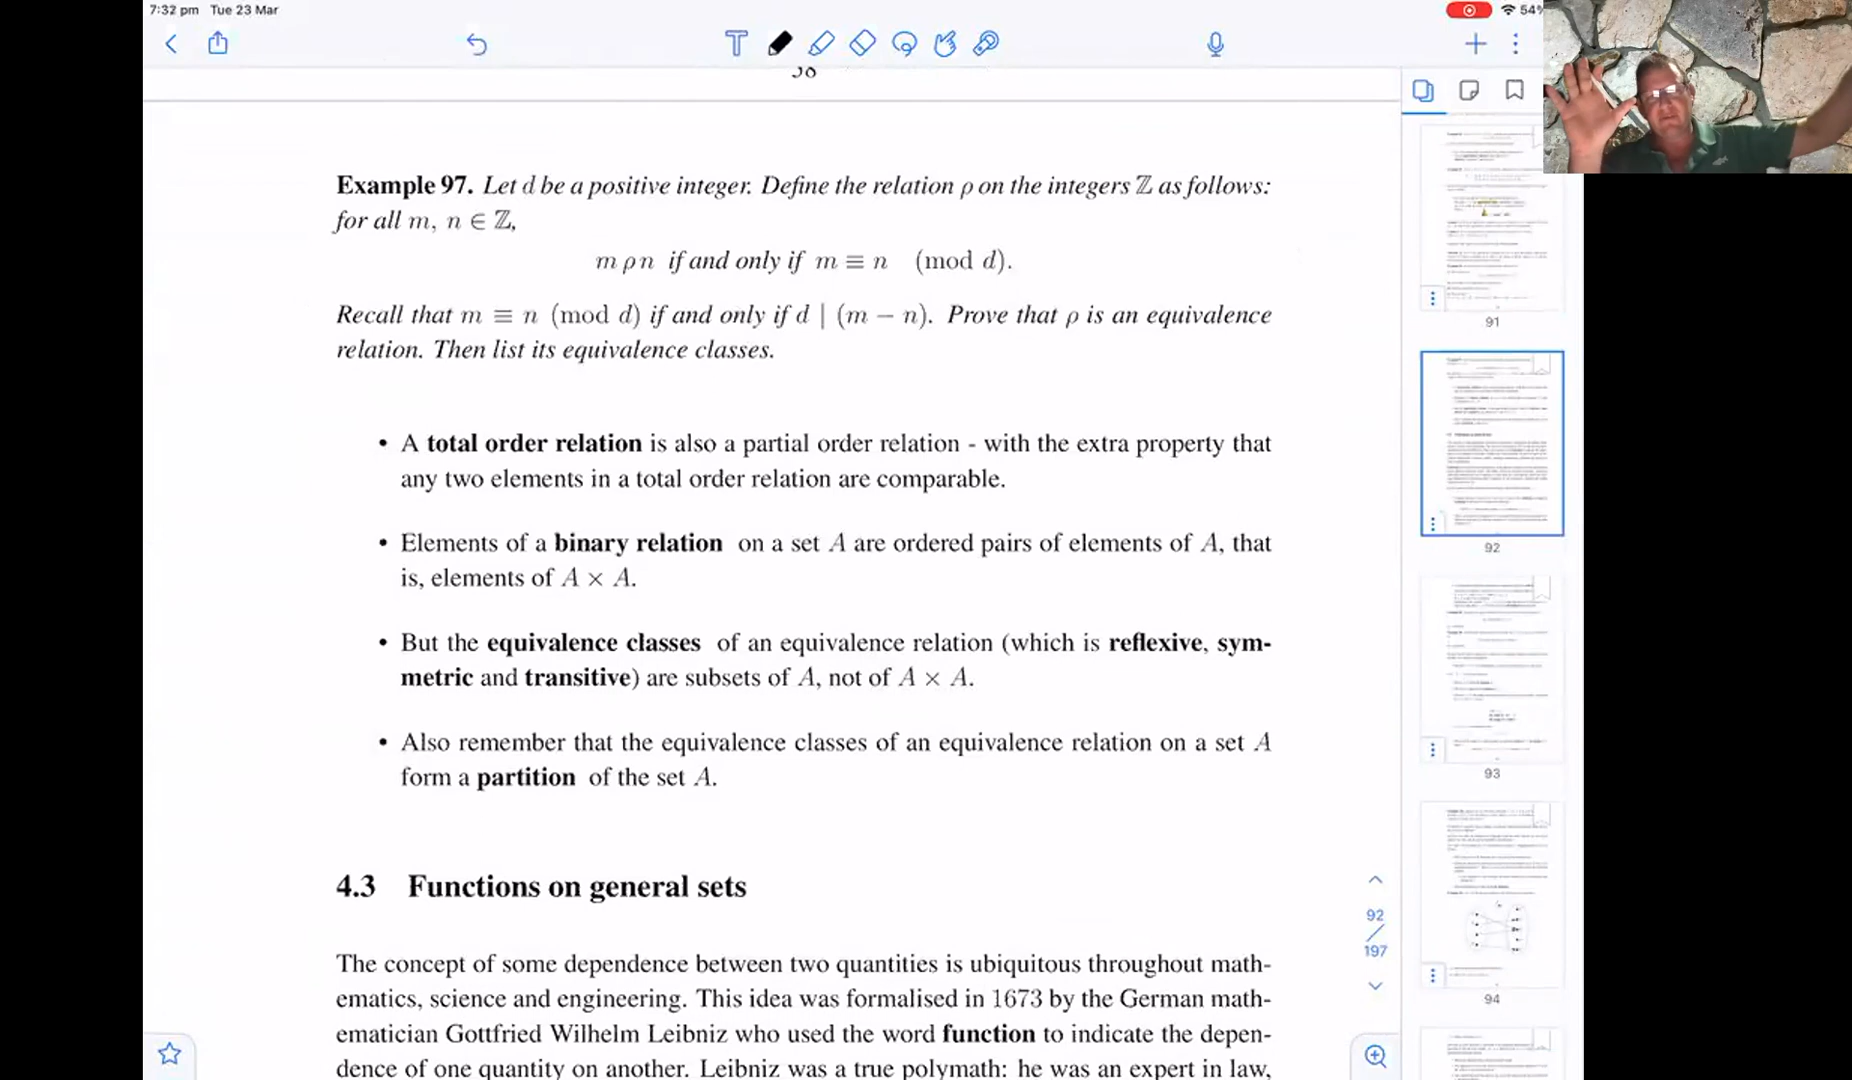 7:32 pm Tue 23 Mar
54%
38
Example 97. Let d be a positive integer. Define the relation ρ on the integers ℤ as follows:
for all m, n ∈ ℤ,
m ρ n if and only if m ≡ n (mod d).
Recall that m ≡ n (mod d) if and only if d | (m − n). Prove that ρ is an equivalence
relation. Then list its equivalence classes.
• A total order relation is also a partial order relation - with the extra property that
any two elements in a total order relation are comparable.
• Elements of a binary relation on a set A are ordered pairs of elements of A, that
is, elements of A × A.
• But the equivalence classes of an equivalence relation (which is reflexive, sym-
metric and transitive) are subsets of A, not of A × A.
• Also remember that the equivalence classes of an equivalence relation on a set A
form a partition of the set A.
4.3 Functions on general sets
The concept of some dependence between two quantities is ubiquitous throughout math-
ematics, science and engineering. This idea was formalised in 1673 by the German math-
ematician Gottfried Wilhelm Leibniz who used the word function to indicate the depen-
dence of one quantity on another. Leibniz was a true polymath: he was an expert in law,
92
/
197
91
92
93
94